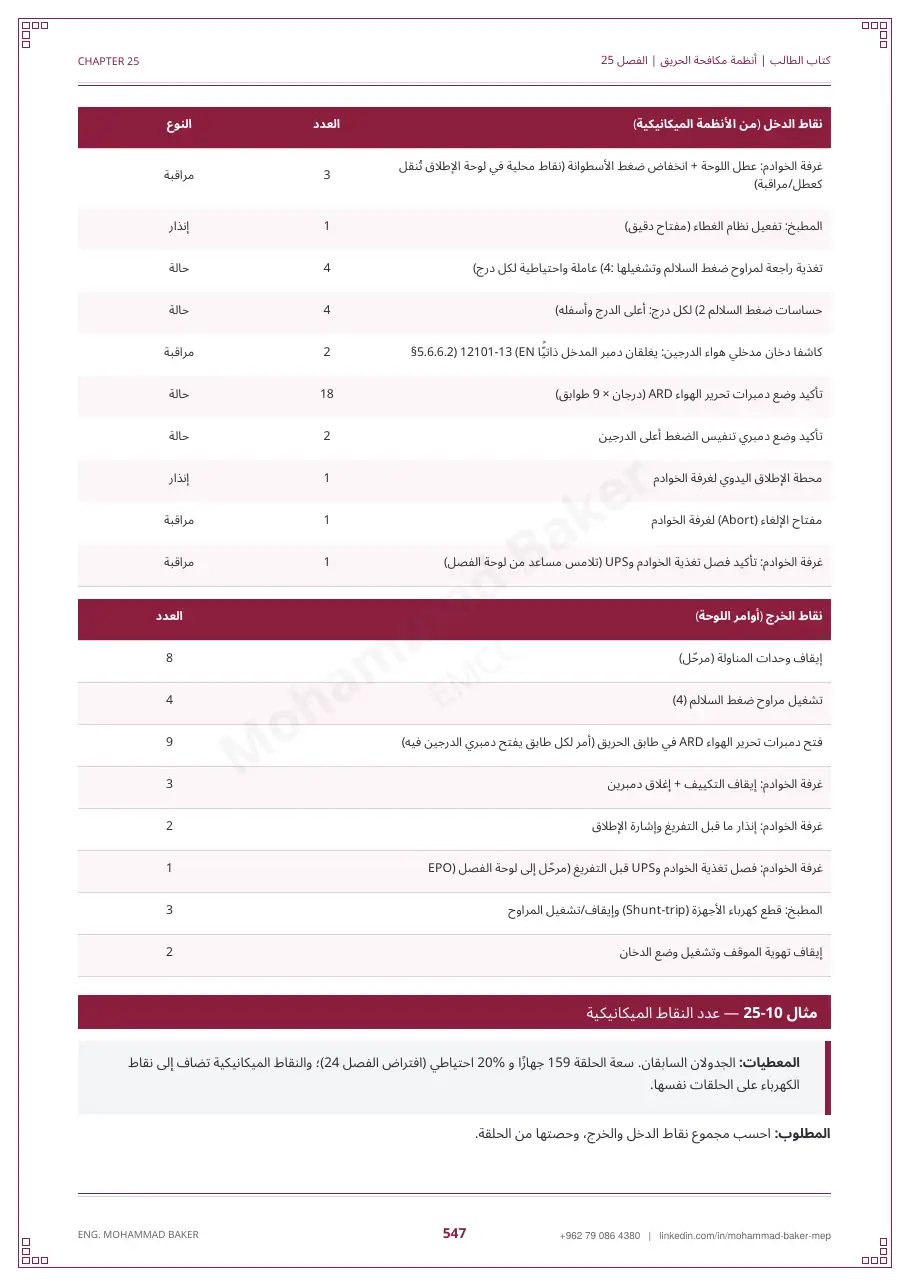 كتاب الطالب | أنظمة مكافحة الحريق | الفصل 25
CHAPTER 25
نقاط الدخل (من الأنظمة الميكانيكية) العدد النوع
غرفة الخوادم: عطل اللوحة + انخفاض ضغط الأسطوانة (نقاط محلية في لوحة الإطلاق تُنقل
كعطل/مراقبة) 3 مراقبة
المطبخ: تفعيل نظام الغطاء (مفتاح دقيق) 1 إنذار
تغذية راجعة لمراوح ضغط السلالم وتشغيلها :4) عاملة واحتياطية لكل درج) 4 حالة
حساسات ضغط السلالم 2) لكل درج: أعلى الدرج وأسفله) 4 حالة
كاشفا دخان مدخلي هواء الدرجين: يغلقان دمبر المدخل ذاتيًّا EN) 12101-13 (§5.6.6.2 2 مراقبة
تأكيد وضع دمبرات تحرير الهواء ARD (درجان × 9 طوابق) 18 حالة
تأكيد وضع دمبري تنفيس الضغط أعلى الدرجين 2 حالة
محطة الإطلاق اليدوي لغرفة الخوادم 1 إنذار
مفتاح الإلغاء (Abort) لغرفة الخوادم 1 مراقبة
غرفة الخوادم: تأكيد فصل تغذية الخوادم وUPS (تلامس مساعد من لوحة الفصل) 1 مراقبة
نقاط الخرج (أوامر اللوحة) العدد
إيقاف وحدات المناولة (مرحّل) 8
تشغيل مراوح ضغط السلالم (4) 4
فتح دمبرات تحرير الهواء ARD في طابق الحريق (أمر لكل طابق يفتح دمبري الدرجين فيه) 9
غرفة الخوادم: إيقاف التكييف + إغلاق دمبرين 3
غرفة الخوادم: إنذار ما قبل التفريغ وإشارة الإطلاق 2
غرفة الخوادم: فصل تغذية الخوادم وUPS قبل التفريغ (مرحّل إلى لوحة الفصل EPO) 1
المطبخ: قطع كهرباء الأجهزة (Shunt-trip) وإيقاف/تشغيل المراوح 3
إيقاف تهوية الموقف وتشغيل وضع الدخان 2
مثال 10-25 — عدد النقاط الميكانيكية
المعطيات: الجدولان السابقان. سعة الحلقة 159 جهازًا و 20% احتياطي (افتراض الفصل 24)؛ والنقاط الميكانيكية تضاف إلى نقاط
الكهرباء على الحلقات نفسها.
المطلوب: احسب مجموع نقاط الدخل والخرج، وحصتها من الحلقة.
Mohammad Baker
EMCC
ENG. MOHAMMAD BAKER
547
+962 79 086 4380 | linkedin.com/in/mohammad-baker-mep